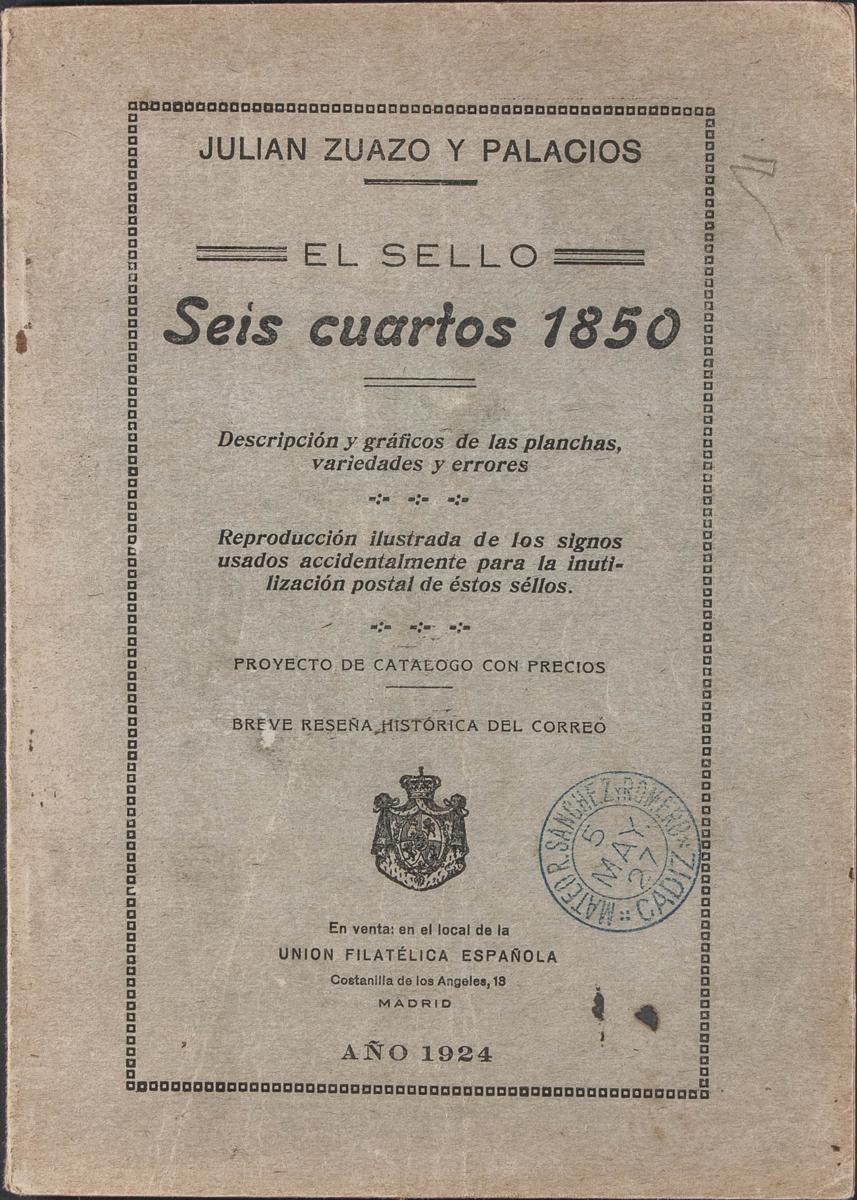 JULIAN ZUAZO Y PALACIOS
EL SELLO
Seis cuartos 1850
Descripción y gráficos de las planchas,
variedades y errores
Reproducción ilustrada de los signos
usados accidentalmente para la inuti-
lización postal de éstos séllos.
PROYECTO DE CATALOGO CON PRECIOS
BREVE RESEÑA HISTÓRICA DEL CORREO
MATEO R. SANCHEZ Y ROMERO
5
MAY.
27
CADIZ
En venta: en el local de la
UNION FILATÉLICA ESPAÑOLA
Costanilla de los Angeles, 13
MADRID
AÑO 1924